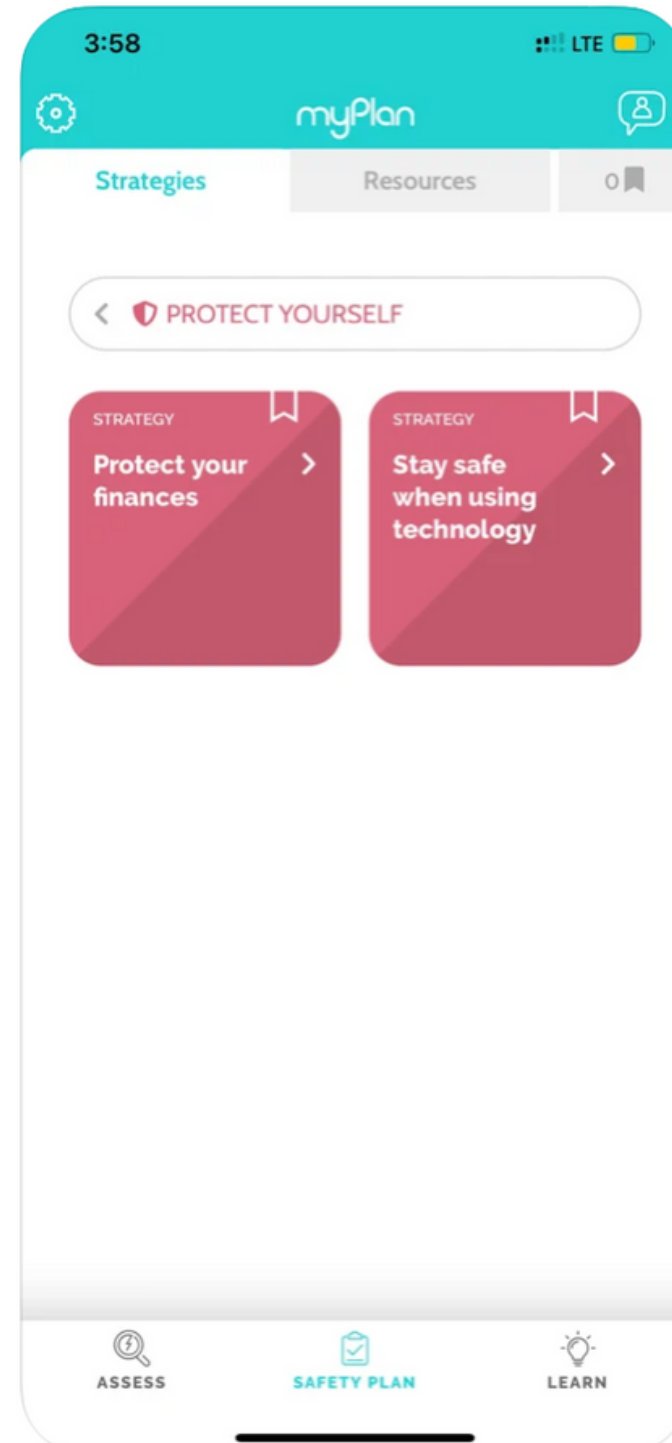 3:58 LTE
myPlan
Strategies Resources 0
PROTECT YOURSELF
STRATEGY
Protect your
finances
STRATEGY
Stay safe
when using
technology
ASSESS SAFETY PLAN LEARN